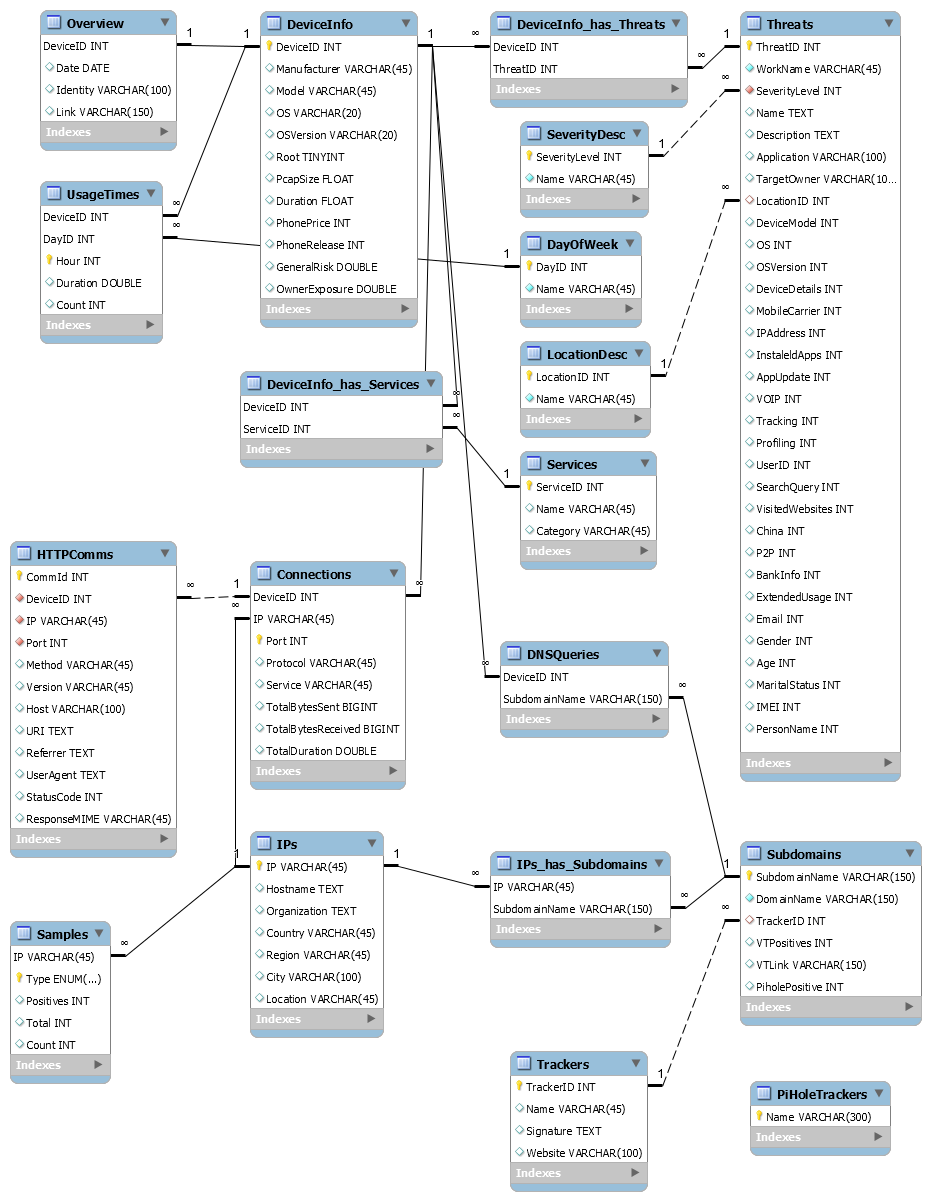 Overview
DeviceID INT
Date DATE
Identity VARCHAR(100)
Link VARCHAR(150)
Indexes
1
1
DeviceInfo
DeviceID INT
Manufacturer VARCHAR(45)
Model VARCHAR(45)
OS VARCHAR(20)
OSVersion VARCHAR(20)
Root TINYINT
PcapSize FLOAT
Duration FLOAT
PhonePrice INT
PhoneRelease INT
GeneralRisk DOUBLE
OwnerExposure DOUBLE
Indexes
1
∞
DeviceInfo_has_Threats
DeviceID INT
ThreatID INT
Indexes
∞
1
Threats
ThreatID INT
WorkName VARCHAR(45)
SeverityLevel INT
Name TEXT
Description TEXT
Application VARCHAR(100)
TargetOwner VARCHAR(10...
LocationID INT
DeviceModel INT
OS INT
OSVersion INT
DeviceDetails INT
MobileCarrier INT
IPAddress INT
InstaleldApps INT
AppUpdate INT
VOIP INT
Tracking INT
Profiling INT
UserID INT
SearchQuery INT
VisitedWebsites INT
China INT
P2P INT
BankInfo INT
ExtendedUsage INT
Email INT
Gender INT
Age INT
MaritalStatus INT
IMEI INT
PersonName INT
Indexes
∞
∞
SeverityDesc
SeverityLevel INT
Name VARCHAR(45)
Indexes
1
UsageTimes
DeviceID INT
DayID INT
Hour INT
Duration DOUBLE
Count INT
Indexes
∞
∞
DayOfWeek
DayID INT
Name VARCHAR(45)
Indexes
1
LocationDesc
LocationID INT
Name VARCHAR(45)
Indexes
1
DeviceInfo_has_Services
DeviceID INT
ServiceID INT
Indexes
∞
∞
Services
ServiceID INT
Name VARCHAR(45)
Category VARCHAR(45)
Indexes
1
HTTPComms
CommId INT
DeviceID INT
IP VARCHAR(45)
Port INT
Method VARCHAR(45)
Version VARCHAR(45)
Host VARCHAR(100)
URI TEXT
Referrer TEXT
UserAgent TEXT
StatusCode INT
ResponseMIME VARCHAR(45)
Indexes
∞
1
∞
Connections
DeviceID INT
IP VARCHAR(45)
Port INT
Protocol VARCHAR(45)
Service VARCHAR(45)
TotalBytesSent BIGINT
TotalBytesReceived BIGINT
TotalDuration DOUBLE
Indexes
∞
DNSQueries
DeviceID INT
SubdomainName VARCHAR(150)
Indexes
∞
∞
IPs
IP VARCHAR(45)
Hostname TEXT
Organization TEXT
Country VARCHAR(45)
Region VARCHAR(45)
City VARCHAR(100)
Location VARCHAR(45)
Indexes
1
1
IPs_has_Subdomains
IP VARCHAR(45)
SubdomainName VARCHAR(150)
Indexes
∞
∞
Subdomains
SubdomainName VARCHAR(150)
DomainName VARCHAR(150)
TrackerID INT
VTPositives INT
VTLink VARCHAR(150)
PiholePositive INT
Indexes
1
∞
Samples
IP VARCHAR(45)
Type ENUM(...)
Positives INT
Total INT
Count INT
Indexes
∞
Trackers
TrackerID INT
Name VARCHAR(45)
Signature TEXT
Website VARCHAR(100)
Indexes
1
PiHoleTrackers
Name VARCHAR(300)
Indexes